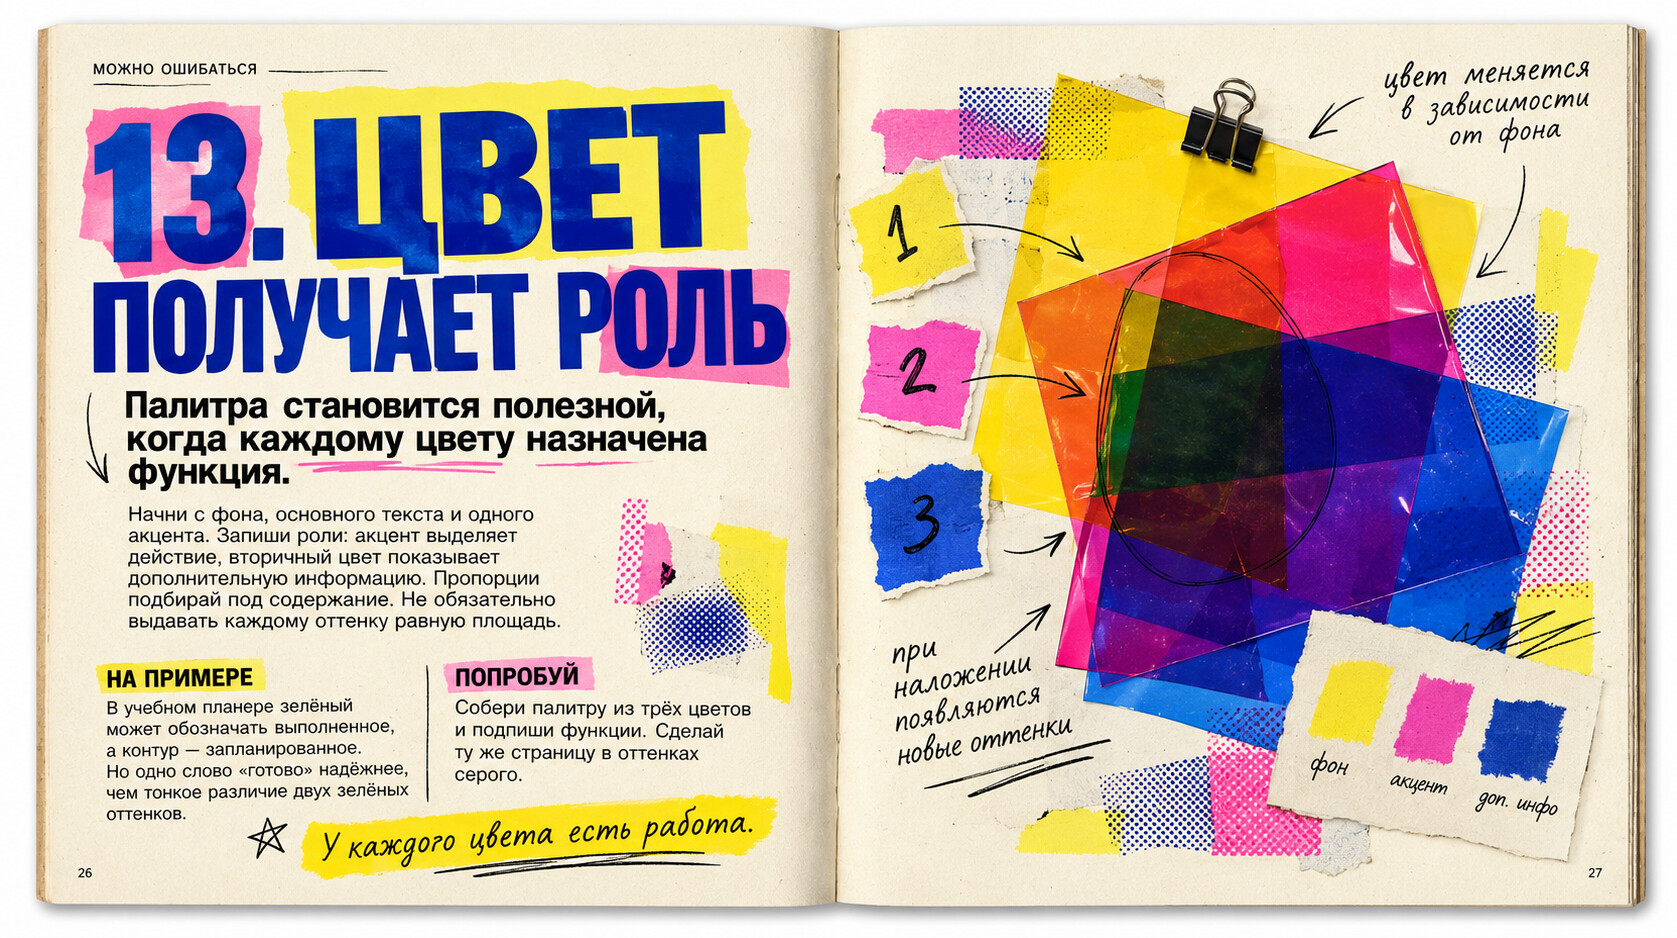 МОЖНО ОШИБАТЬСЯ
13. ЦВЕТ
ПОЛУЧАЕТ РОЛЬ
Палитра становится полезной,
когда каждому цвету назначена
функция.
Начни с фона, основного текста и одного
акцента. Запиши роли: акцент выделяет
действие, вторичный цвет показывает
дополнительную информацию. Пропорции
подбирай под содержание. Не обязательно
выдавать каждому оттенку равную площадь.
НА ПРИМЕРЕ
В учебном планере зелёный
может обозначать выполненное,
а контур — запланированное.
Но одно слово «готово» надёжнее,
чем тонкое различие двух зелёных
оттенков.
ПОПРОБУЙ
Собери палитру из трёх цветов
и подпиши функции. Сделай
ту же страницу в оттенках
серого.
У каждого цвета есть работа.
26
цвет меняется
в зависимости
от фона
1
2
3
при
наложении
появляются
новые оттенки
фон
акцент
доп. инфо
27